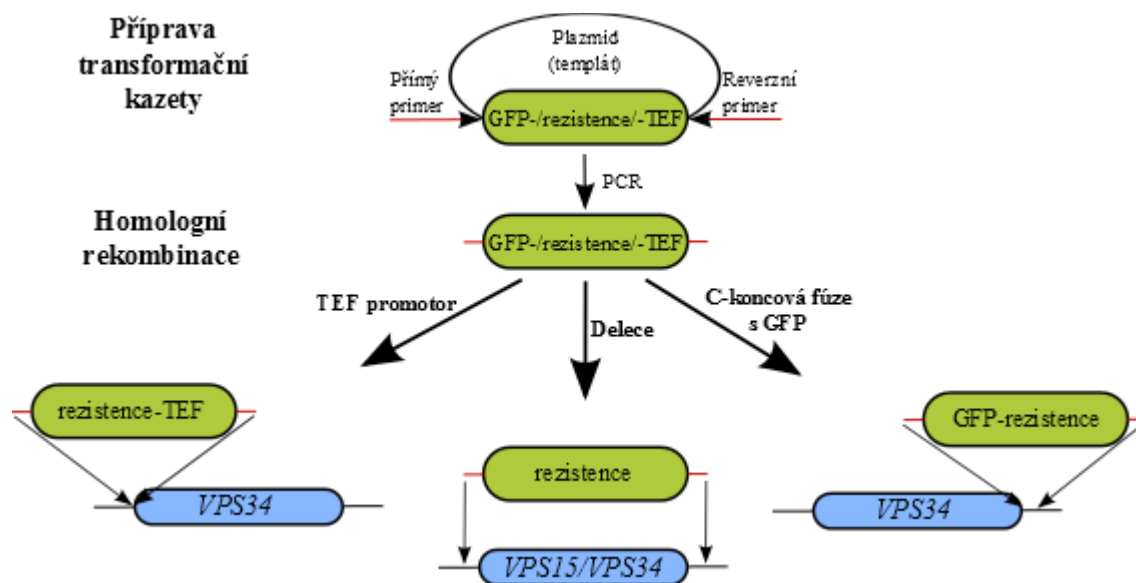 Příprava
transformační
kazety
Plazmid
(templát)
Přímý
primer
Reverzní
primer
GFP-/rezistence/-TEF
PCR
Homologní
rekombinace
GFP-/rezistence/-TEF
TEF promotor
Delece
C-koncová fúze
s GFP
rezistence-TEF
VPS34
rezistence
VPS15/VPS34
GFP-rezistence
VPS34